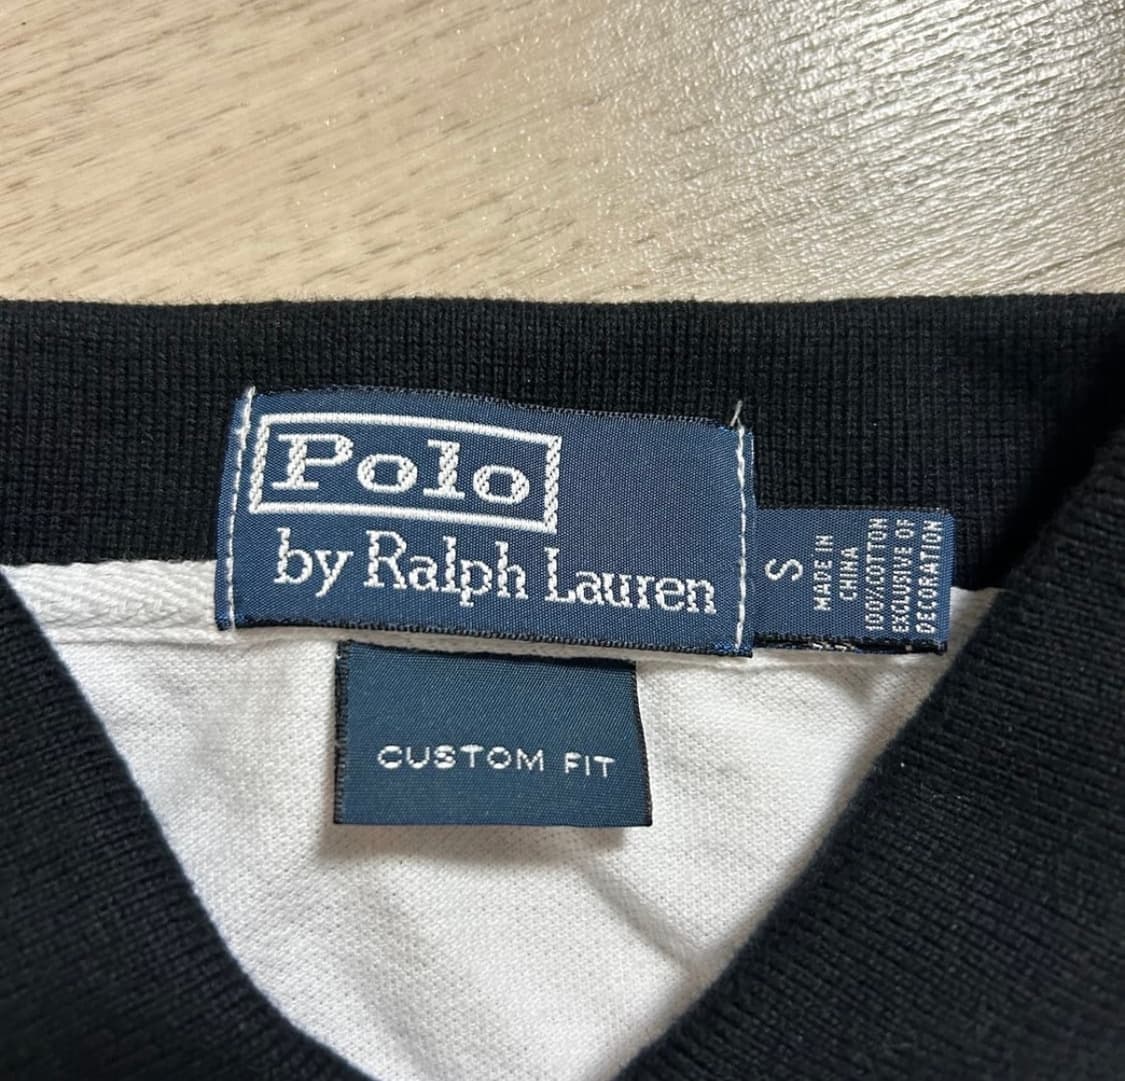 Polo
by Ralph Lauren
S
MADE IN
CHINA
100%COTTON
EXCLUSIVE OF
DECORATION
CUSTOM FIT